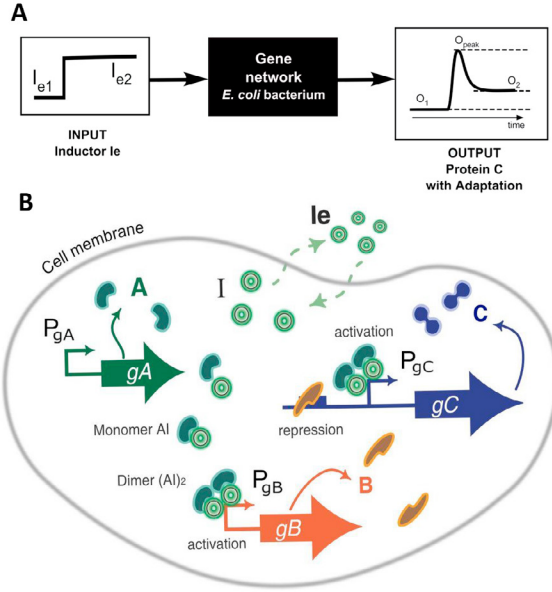 A
I_e1
I_e2
INPUT
Inductor Ie
Gene
network
E. coli bacterium
O_peak
O_1
O_2
time
OUTPUT
Protein C
with Adaptation
B
Cell membrane
Ie
I
A
P_gA
gA
Monomer AI
Dimer (AI)₂
activation
P_gB
gB
B
activation
P_gC
repression
gC
C